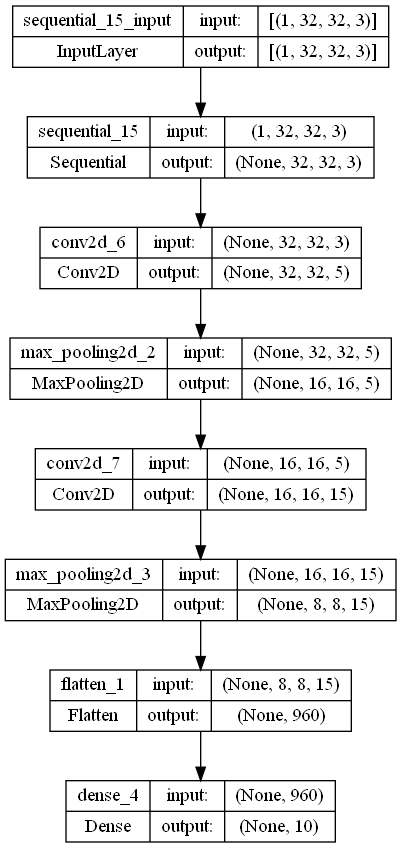 sequential_15_input input: [(1, 32, 32, 3)]
InputLayer output: [(1, 32, 32, 3)]
sequential_15 input: (1, 32, 32, 3)
Sequential output: (None, 32, 32, 3)
conv2d_6 input: (None, 32, 32, 3)
Conv2D output: (None, 32, 32, 5)
max_pooling2d_2 input: (None, 32, 32, 5)
MaxPooling2D output: (None, 16, 16, 5)
conv2d_7 input: (None, 16, 16, 5)
Conv2D output: (None, 16, 16, 15)
max_pooling2d_3 input: (None, 16, 16, 15)
MaxPooling2D output: (None, 8, 8, 15)
flatten_1 input: (None, 8, 8, 15)
Flatten output: (None, 960)
dense_4 input: (None, 960)
Dense output: (None, 10)